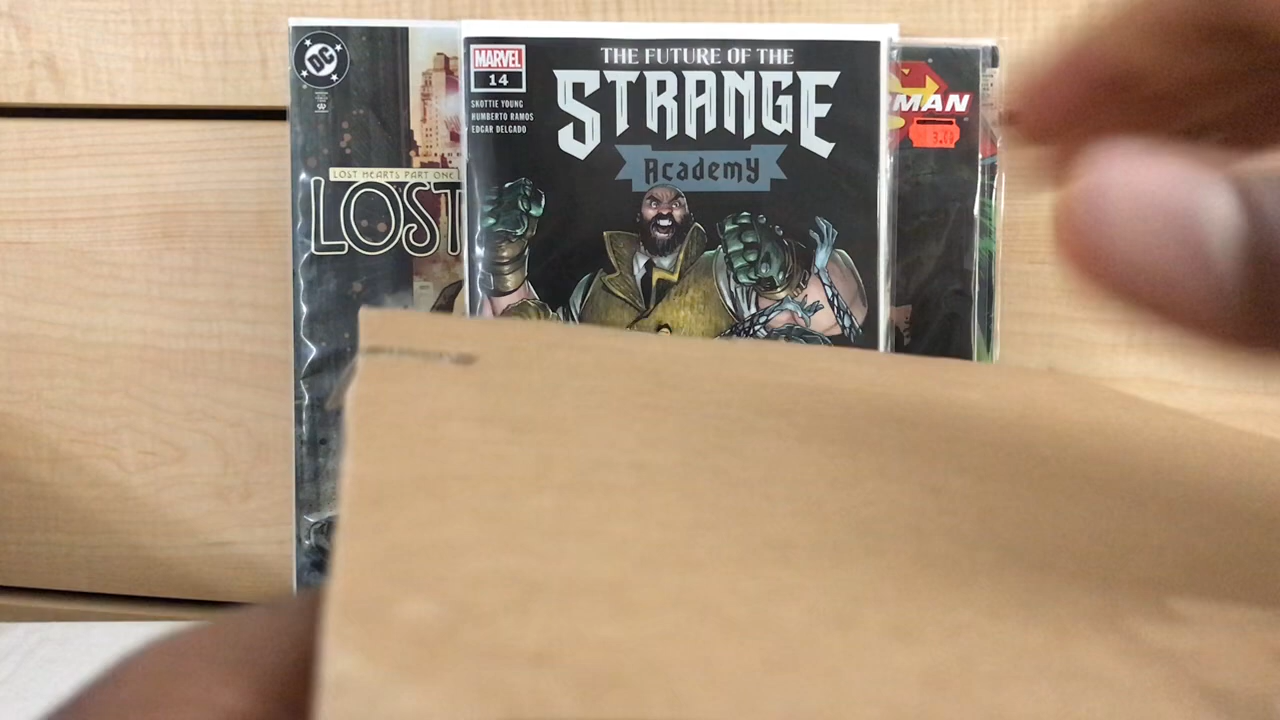 DC
LOST HEARTS PART ONE
LOST
MARVEL
14
SKOTTIE YOUNG
HUMBERTO RAMOS
EDGAR DELGADO
THE FUTURE OF THE
STRANGE
Academy
MAN